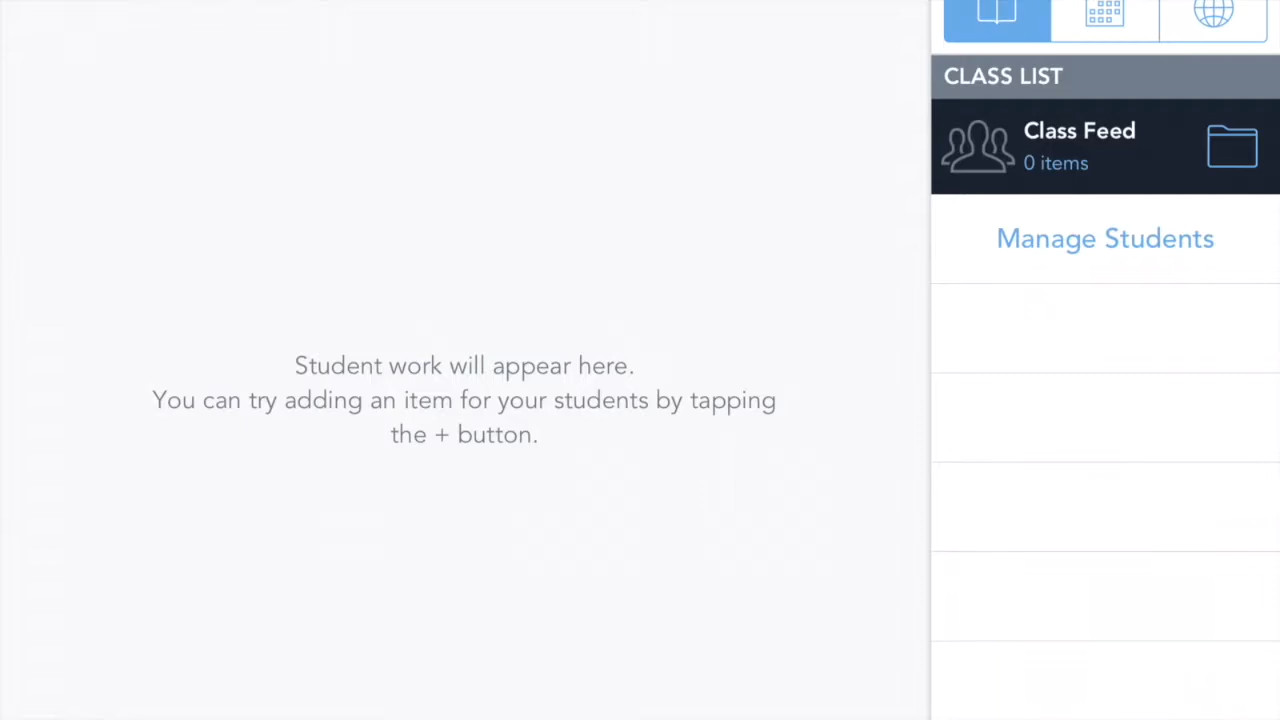 CLASS LIST
Class Feed
0 items
Manage Students
Student work will appear here.
You can try adding an item for your students by tapping
the + button.